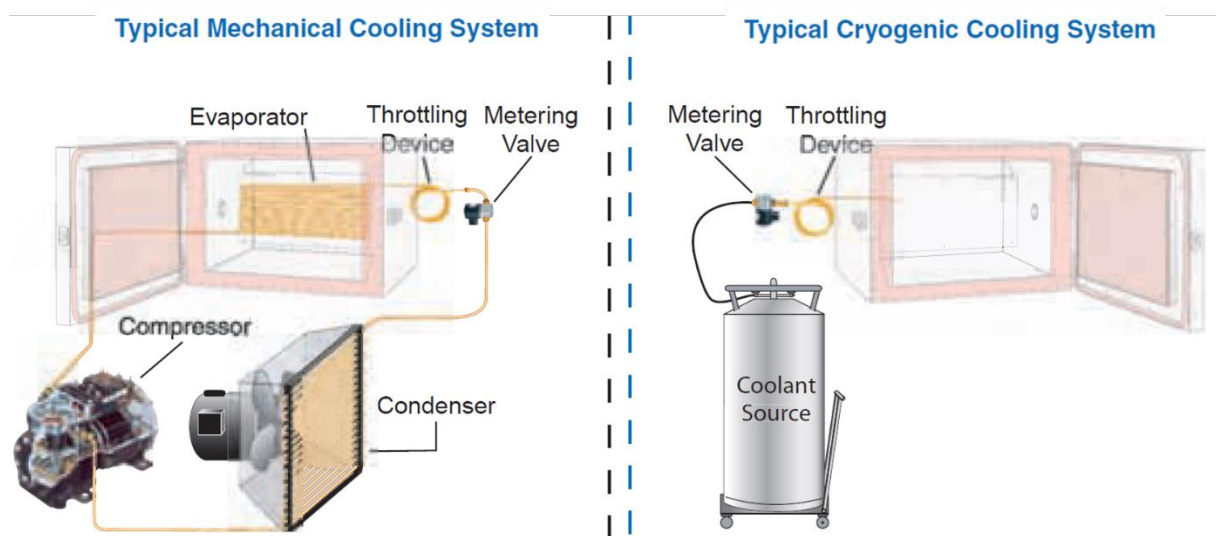 Typical Mechanical Cooling System
Evaporator
Throttling
Device
Metering
Valve
Compressor
Condenser
Typical Cryogenic Cooling System
Metering
Valve
Throttling
Device
Coolant
Source